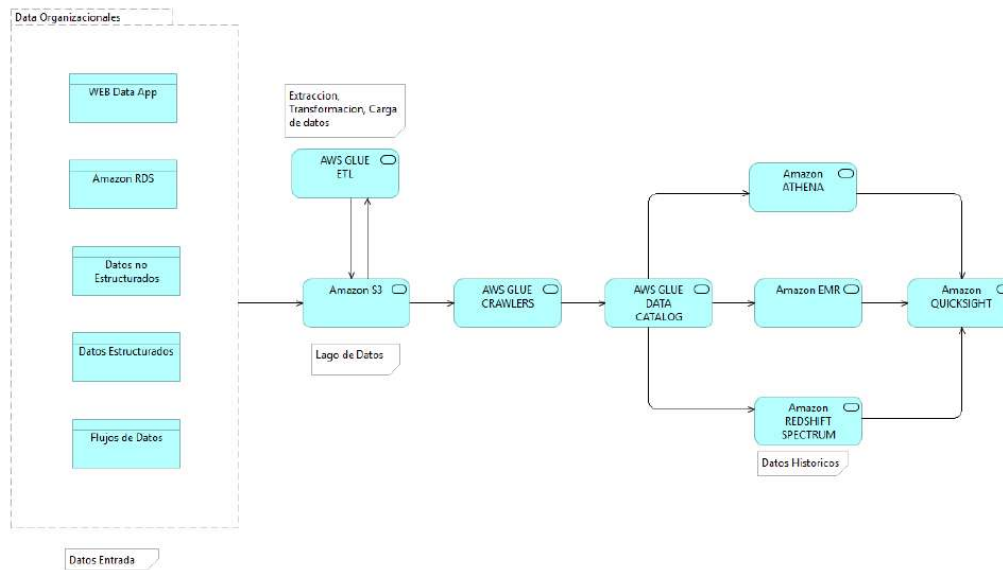 Data Organizacionales
WEB Data App
Amazon RDS
Datos no
Estructurados
Datos Estructurados
Flujos de Datos
Datos Entrada
Extraccion,
Transformacion, Carga
de datos
AWS GLUE
ETL
Amazon S3
Lago de Datos
AWS GLUE
CRAWLERS
AWS GLUE
DATA
CATALOG
Amazon
ATHENA
Amazon EMR
Amazon
REDSHIFT
SPECTRUM
Datos Historicos
Amazon
QUICKSIGHT